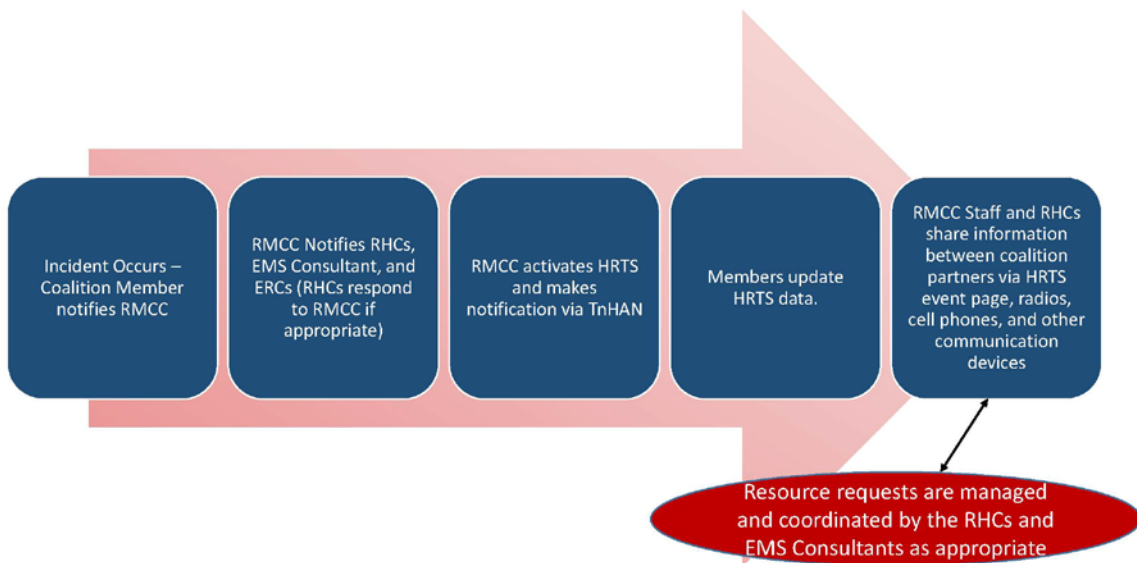 Incident Occurs –
Coalition Member
notifies RMCC
RMCC Notifies RHCs,
EMS Consultant, and
ERCs (RHCs respond
to RMCC if
appropriate)
RMCC activates HRTS
and makes
notification via TnHAN
Members update
HRTS data.
RMCC Staff and RHCs
share information
between coalition
partners via HRTS
event page, radios,
cell phones, and other
communication
devices
Resource requests are managed
and coordinated by the RHCs and
EMS Consultants as appropriate